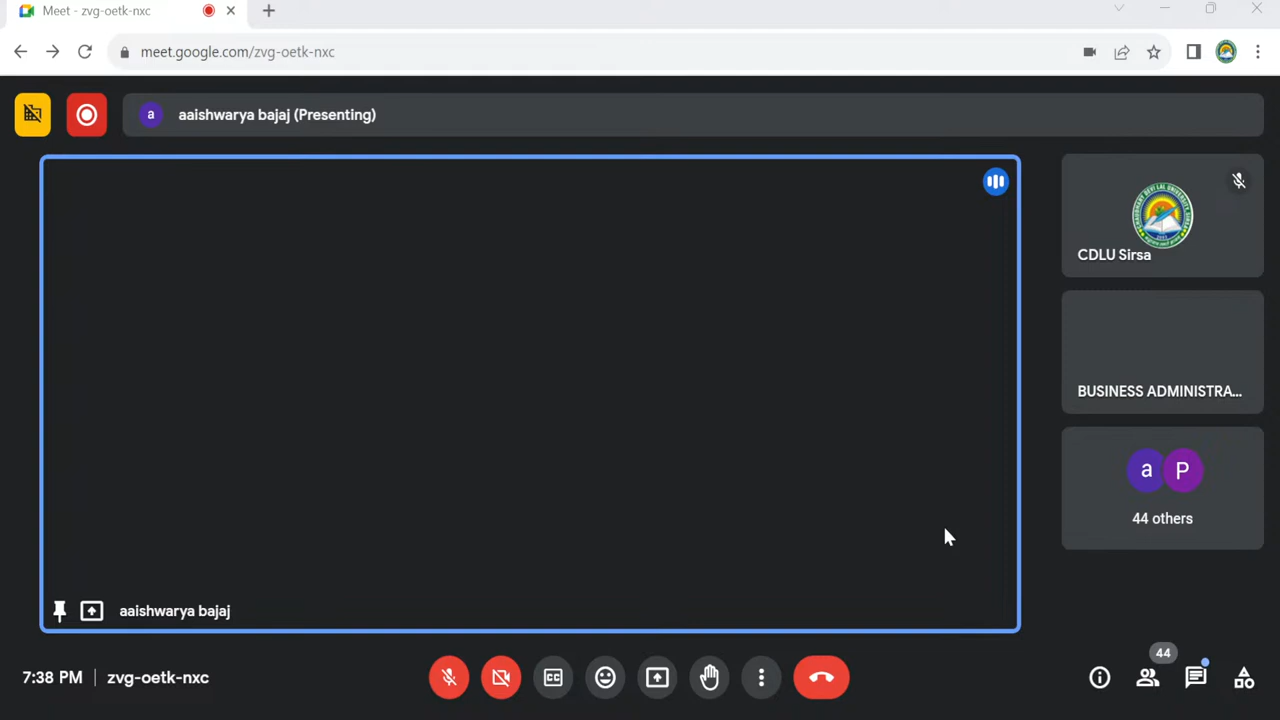 Meet - zvg-oetk-nxc
meet.google.com/zvg-oetk-nxc
a aaishwarya bajaj (Presenting)
CDLU Sirsa
BUSINESS ADMINISTRA...
a P
44 others
aaishwarya bajaj
7:38 PM | zvg-oetk-nxc
CC
44